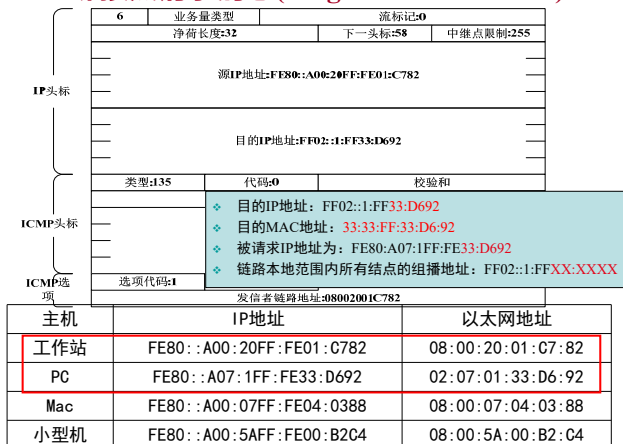 6 业务量类型 流标记:0
净荷长度:32 下一头标:58 中继点限制:255
源IP地址:FE80::A00:20FF:FE01:C782
IP头标
目的IP地址:FF02::1:FF33:D692
类型:135 代码:0 校验和
ICMP头标
❖ 目的IP地址：FF02::1:FF33:D692
❖ 目的MAC地址：33:33:FF:33:D6:92
❖ 被请求IP地址为：FE80:A07:1FF:FE33:D692
❖ 链路本地范围内所有结点的组播地址：FF02::1:FFXX:XXXX
ICMP选项
选项代码:1
发信者链路地址:08002001C782
主机 IP地址 以太网地址
工作站 FE80::A00:20FF:FE01:C782 08:00:20:01:C7:82
PC FE80::A07:1FF:FE33:D692 02:07:01:33:D6:92
Mac FE80::A00:07FF:FE04:0388 08:00:07:04:03:88
小型机 FE80::A00:5AFF:FE00:B2C4 08:00:5A:00:B2:C4